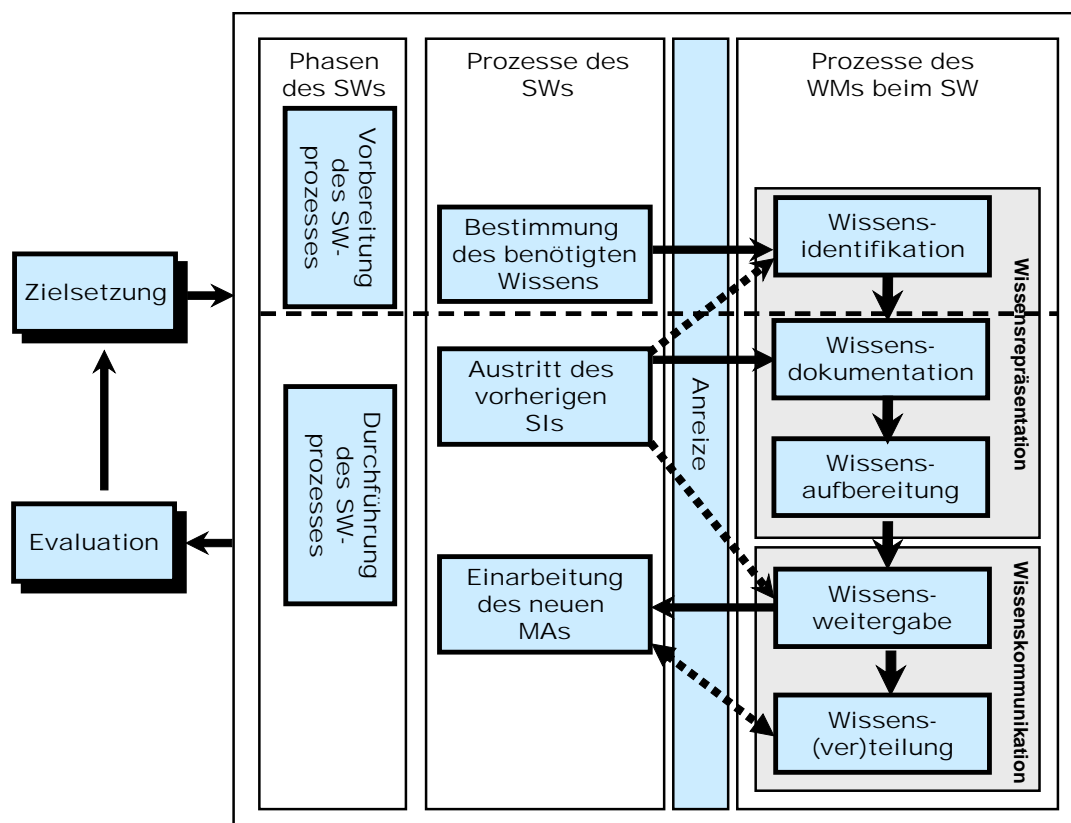 Phasen
des SWs
Prozesse des
SWs
Prozesse des
WMs beim SW
Vorbereitung
des SW-
prozesses
Durchführung
des SW-
prozesses
Zielsetzung
Evaluation
Bestimmung
des benötigten
Wissens
Austritt des
vorherigen
SIs
Einarbeitung
des neuen
MAs
Anreize
Wissens-
identifikation
Wissens-
dokumentation
Wissens-
aufbereitung
Wissensrepräsentation
Wissens-
weitergabe
Wissens-
(ver)teilung
Wissenskommunikation